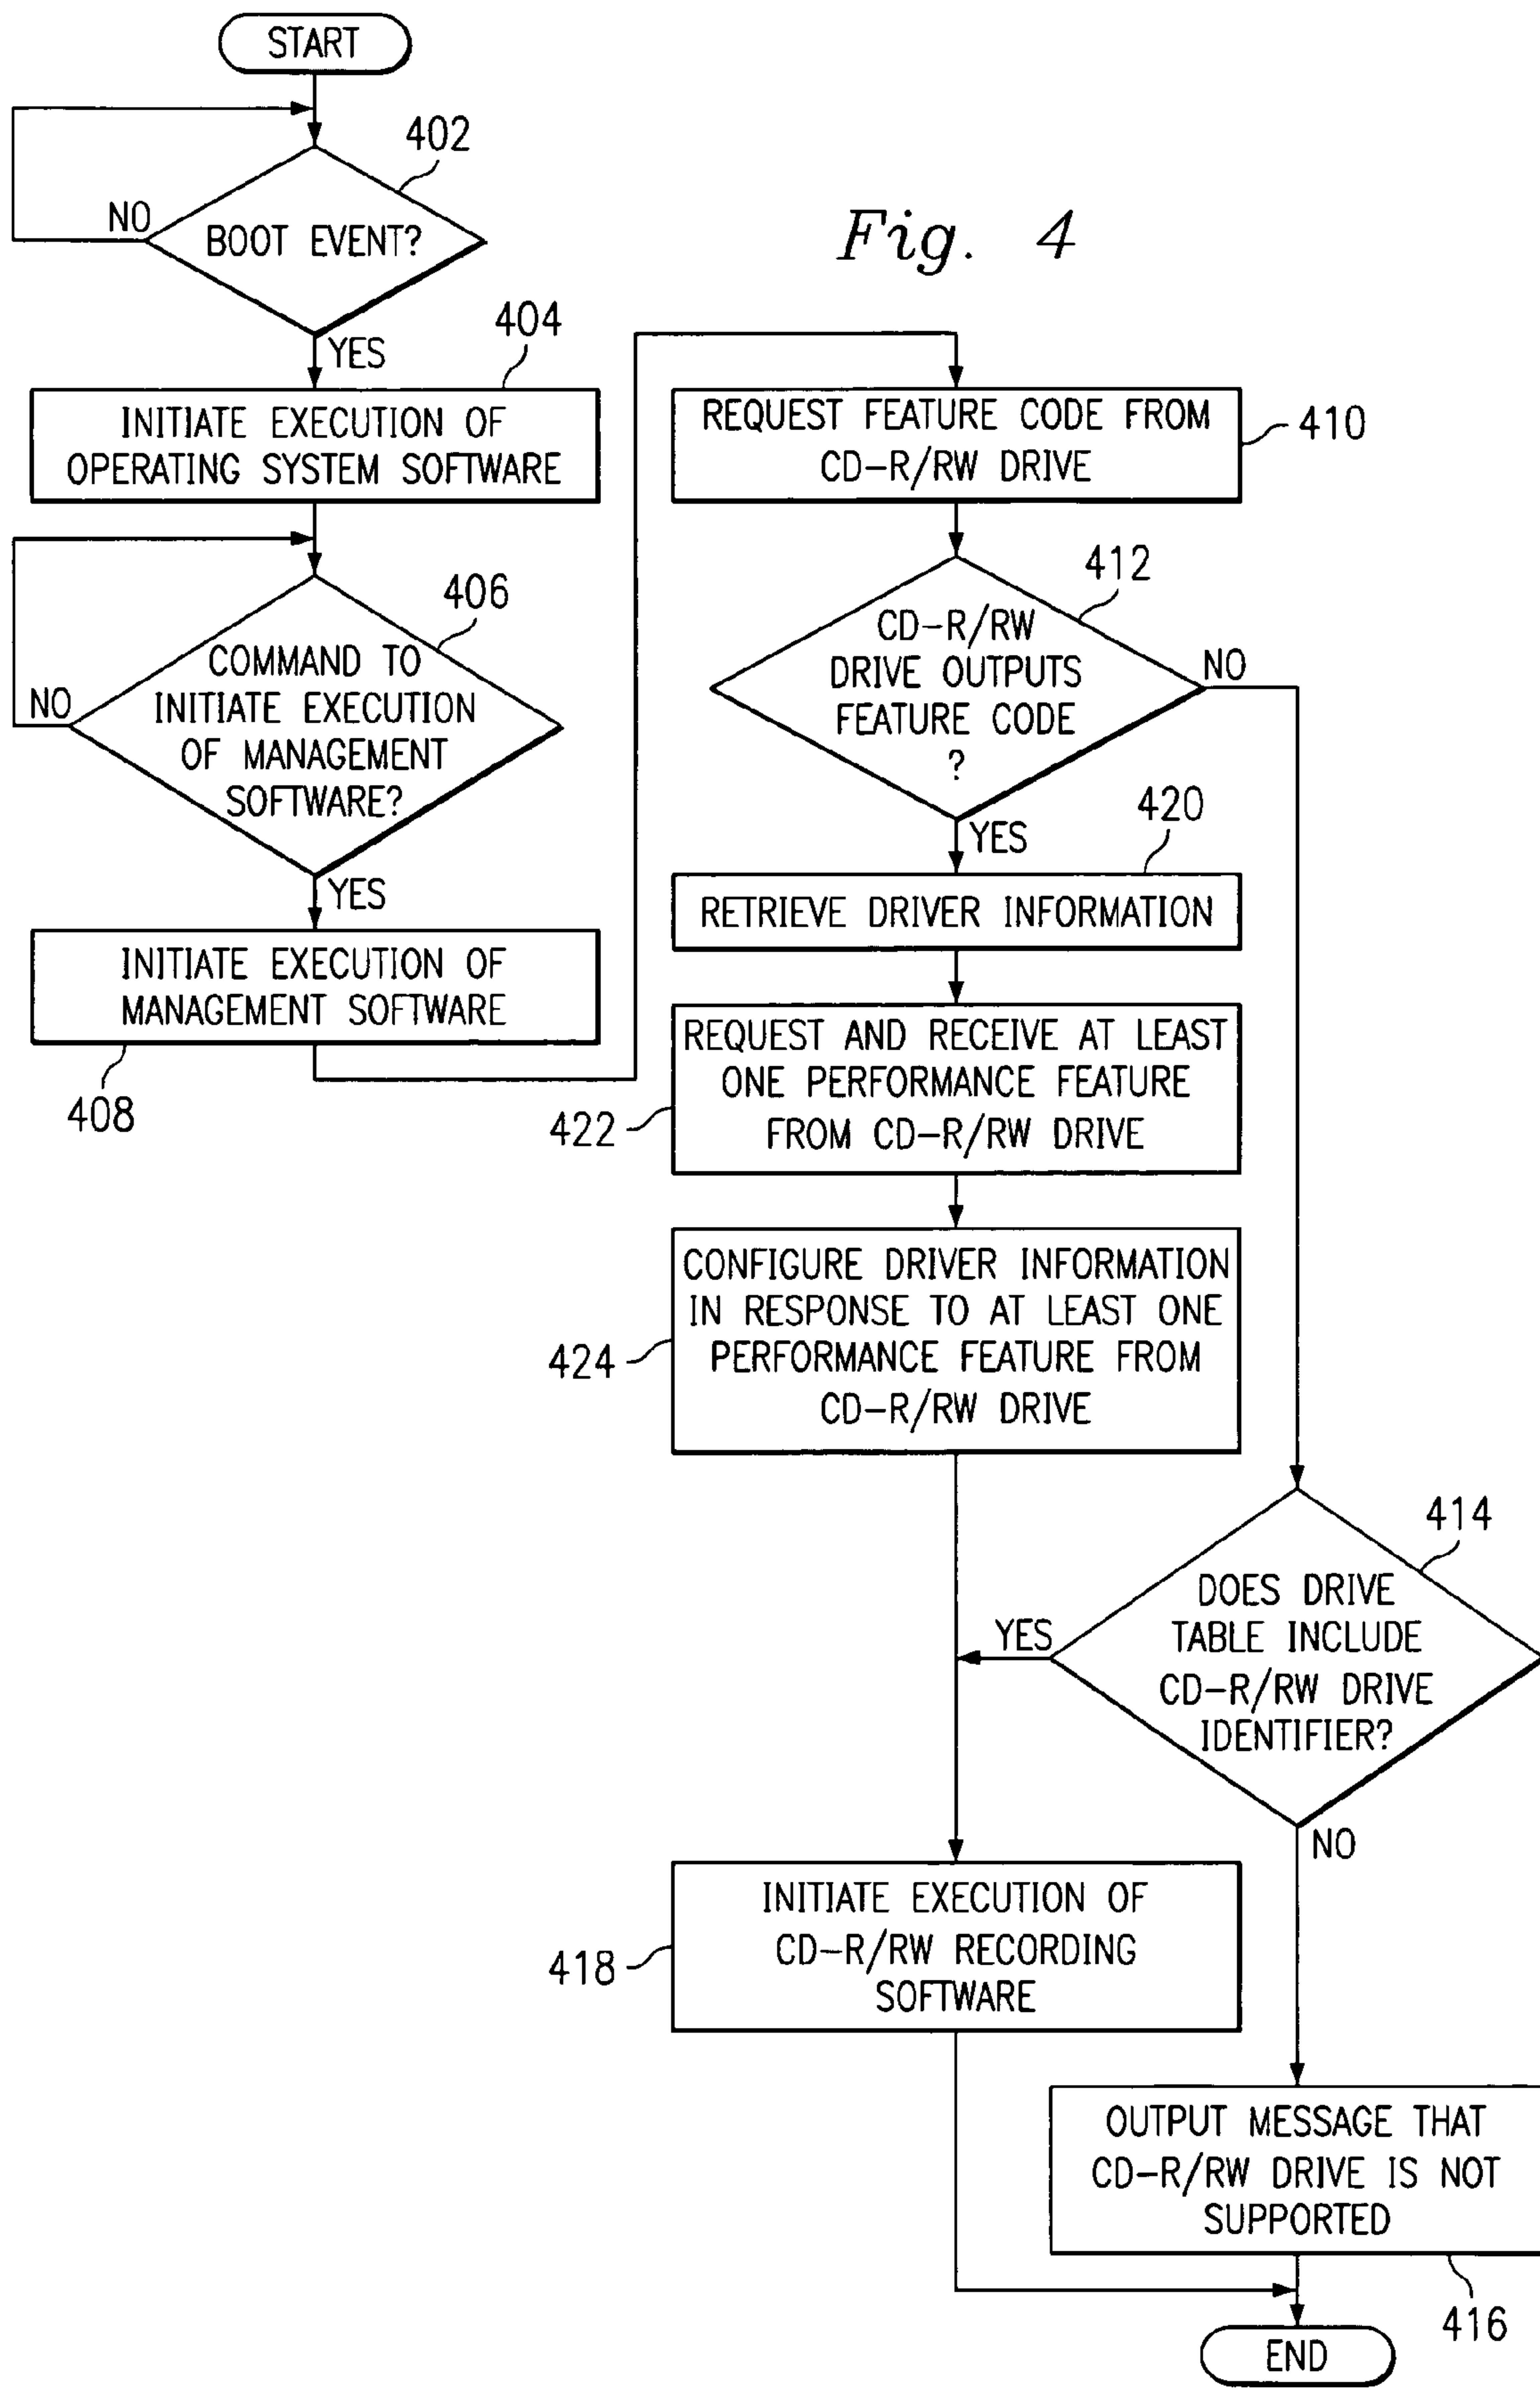 START
402
NO
BOOT EVENT?
Fig. 4
YES
404
INITIATE EXECUTION OF
OPERATING SYSTEM SOFTWARE
406
COMMAND TO
INITIATE EXECUTION
OF MANAGEMENT
SOFTWARE?
NO
YES
INITIATE EXECUTION OF
MANAGEMENT SOFTWARE
408
REQUEST FEATURE CODE FROM
CD-R/RW DRIVE
410
412
CD-R/RW
DRIVE OUTPUTS
FEATURE CODE
?
NO
YES
420
RETRIEVE DRIVER INFORMATION
REQUEST AND RECEIVE AT LEAST
ONE PERFORMANCE FEATURE
FROM CD-R/RW DRIVE
422
CONFIGURE DRIVER INFORMATION
IN RESPONSE TO AT LEAST ONE
PERFORMANCE FEATURE FROM
CD-R/RW DRIVE
424
414
DOES DRIVE
TABLE INCLUDE
CD-R/RW DRIVE
IDENTIFIER?
YES
NO
INITIATE EXECUTION OF
CD-R/RW RECORDING
SOFTWARE
418
OUTPUT MESSAGE THAT
CD-R/RW DRIVE IS NOT
SUPPORTED
416
END